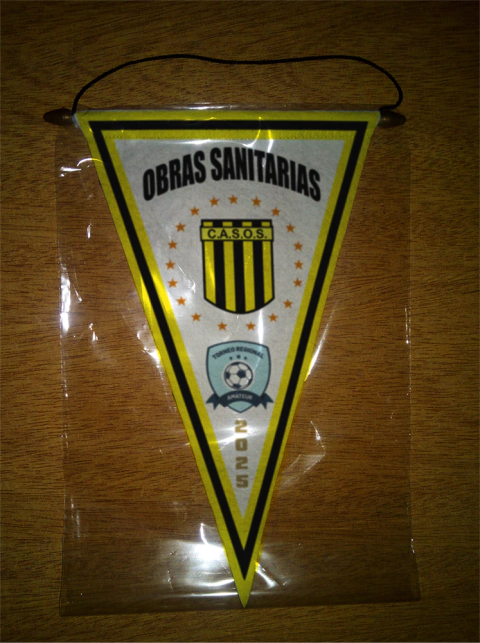 OBRAS SANITARIAS
C.A.S.O.S.
TORNEO REGIONAL
AMATEUR
2025